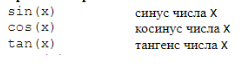 sin(x) синус числа X
cos(x) косинус числа X
tan(x) тангенс числа X